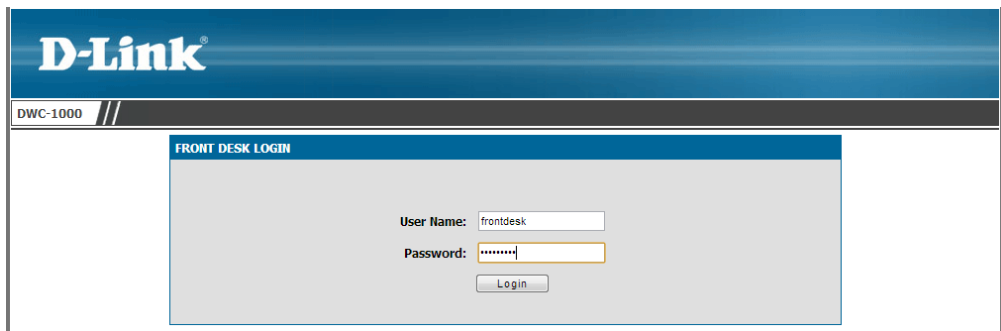 D-Link®
DWC-1000
FRONT DESK LOGIN
User Name: frontdesk
Password: •••••••••
Login